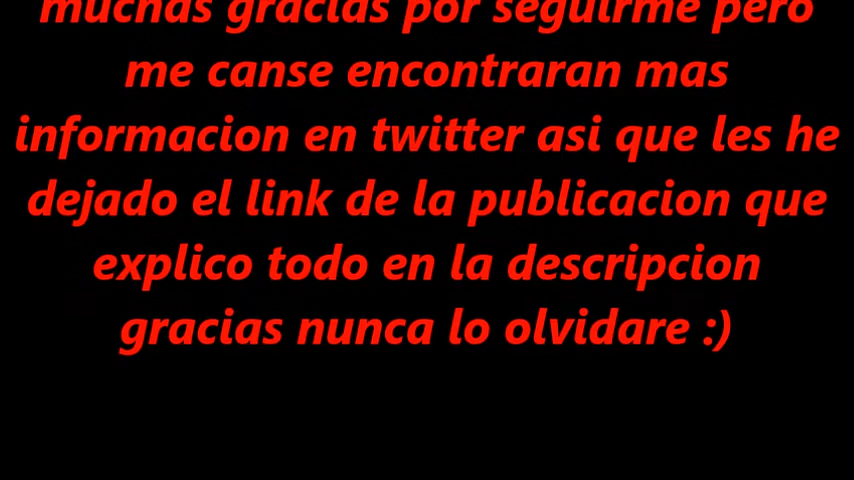 muchas gracias por seguirme pero
me canse encontraran mas
informacion en twitter asi que les he
dejado el link de la publicacion que
explico todo en la descripcion
gracias nunca lo olvidare :)